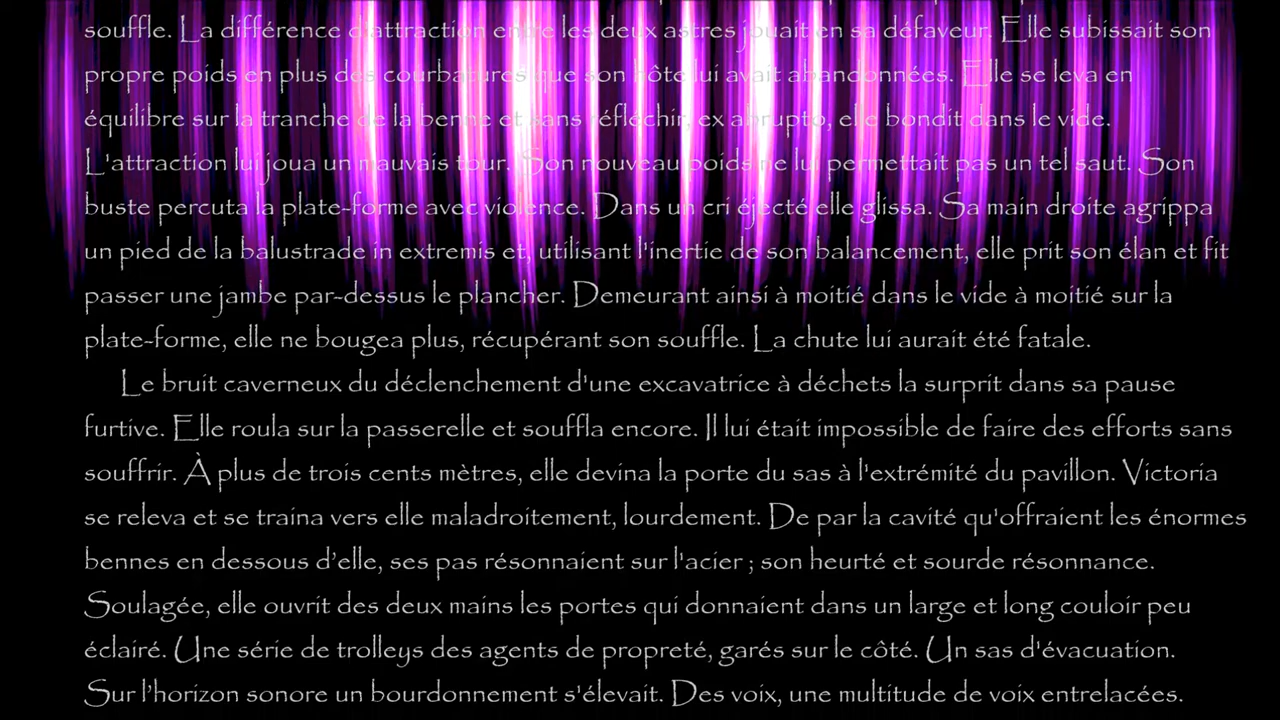 souffle. La différence d'attraction entre les deux astres jouait en sa défaveur. Elle subissait son
propre poids en plus des courbatures que son hôte lui avait abandonnées. Elle se leva en
équilibre sur la tranche de la benne et sans réfléchir, ex abrupto, elle bondit dans le vide.
L'attraction lui joua un mauvais tour. Son nouveau poids ne lui permettait pas un tel saut. Son
buste percuta la plate-forme avec violence. Dans un cri éjecté elle glissa. Sa main droite agrippa
un pied de la balustrade in extremis et, utilisant l'inertie de son balancement, elle prit son élan et fit
passer une jambe par-dessus le plancher. Demeurant ainsi à moitié dans le vide à moitié sur la
plate-forme, elle ne bougea plus, récupérant son souffle. La chute lui aurait été fatale.
Le bruit caverneux du déclenchement d'une excavatrice à déchets la surprit dans sa pause
furtive. Elle roula sur la passerelle et souffla encore. Il lui était impossible de faire des efforts sans
souffrir. À plus de trois cents mètres, elle devina la porte du sas à l'extrémité du pavillon. Victoria
se releva et se traina vers elle maladroitement, lourdement. De par la cavité qu'offraient les énormes
bennes en dessous d’elle, ses pas résonnaient sur l'acier ; son heurté et sourde résonnance.
Soulagée, elle ouvrit des deux mains les portes qui donnaient dans un large et long couloir peu
éclairé. Une série de trolleys des agents de propreté, garés sur le côté. Un sas d'évacuation.
Sur l’horizon sonore un bourdonnement s'élevait. Des voix, une multitude de voix entrelacées.